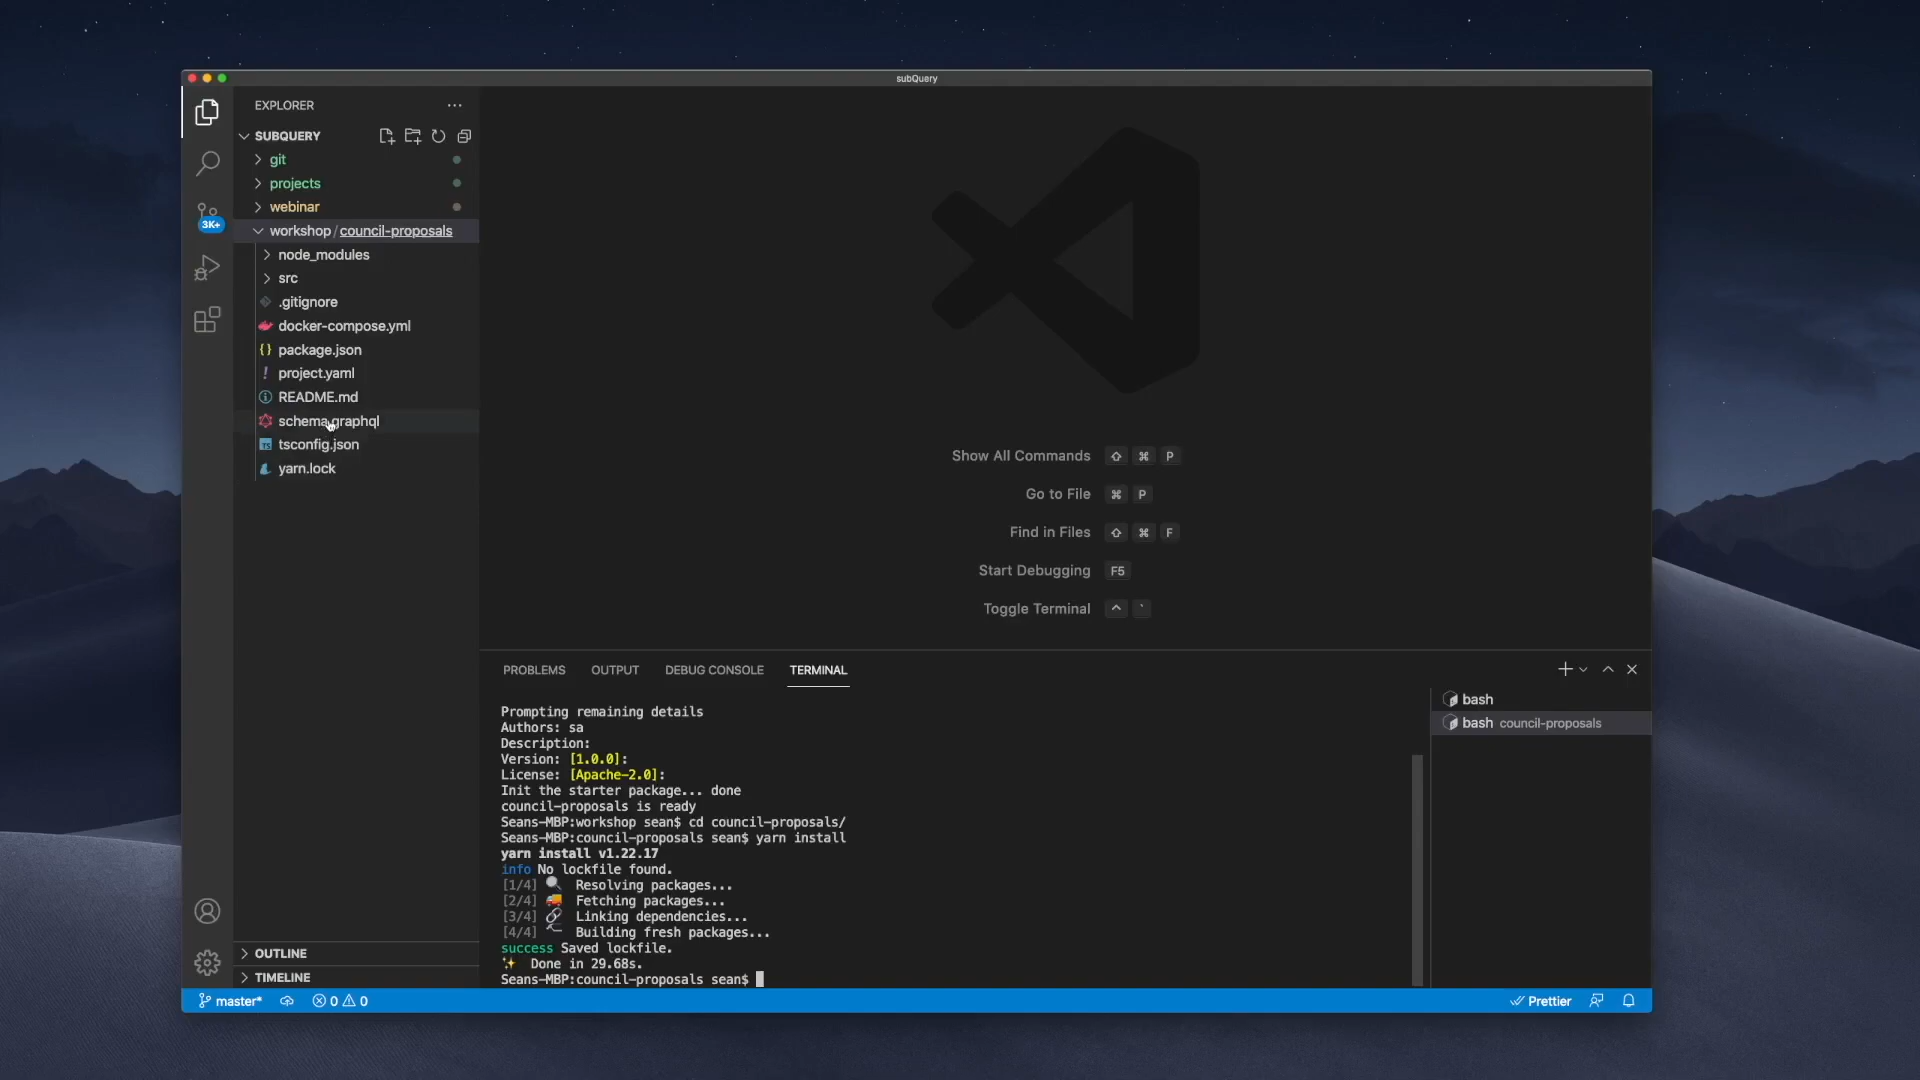 subQuery
EXPLORER
SUBQUERY
git
projects
webinar
3K+
workshop / council-proposals
node_modules
src
.gitignore
docker-compose.yml
package.json
project.yaml
README.md
schema.graphql
tsconfig.json
yarn.lock
Show All Commands ⇧ ⌘ P
Go to File ⌘ P
Find in Files ⇧ ⌘ F
Start Debugging F5
Toggle Terminal ^ `
PROBLEMS OUTPUT DEBUG CONSOLE TERMINAL
Prompting remaining details
Authors: sa
Description:
Version: [1.0.0]:
License: [Apache-2.0]:
Init the starter package... done
council-proposals is ready
Seans-MBP:workshop sean$ cd council-proposals/
Seans-MBP:council-proposals sean$ yarn install
yarn install v1.22.17
info No lockfile found.
[1/4] 🔍 Resolving packages...
[2/4] 🚚 Fetching packages...
[3/4] 🔗 Linking dependencies...
[4/4] 🔨 Building fresh packages...
success Saved lockfile.
✨ Done in 29.68s.
Seans-MBP:council-proposals sean$
bash
bash council-proposals
OUTLINE
TIMELINE
master* 0 0
Prettier